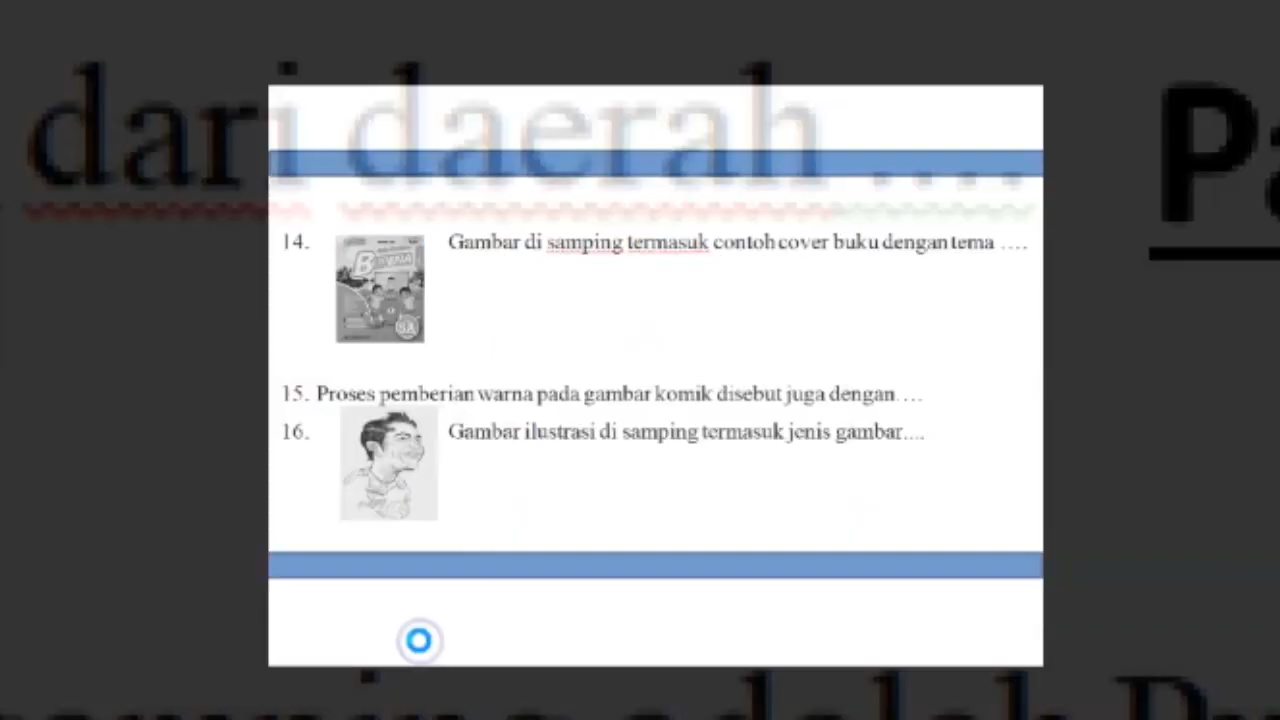 dari daerah ....
14. Gambar di samping termasuk contoh cover buku dengan tema ….
15. Proses pemberian warna pada gambar komik disebut juga dengan ….
16. Gambar ilustrasi di samping termasuk jenis gambar....